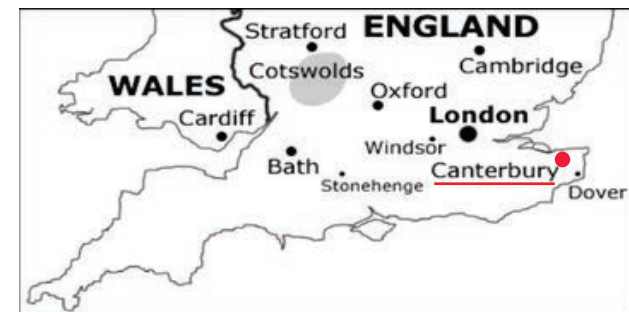 ENGLAND
Stratford
Cotswolds
Cambridge
WALES
Oxford
Cardiff
London
Windsor
Bath
Canterbury
Stonehenge
Dover